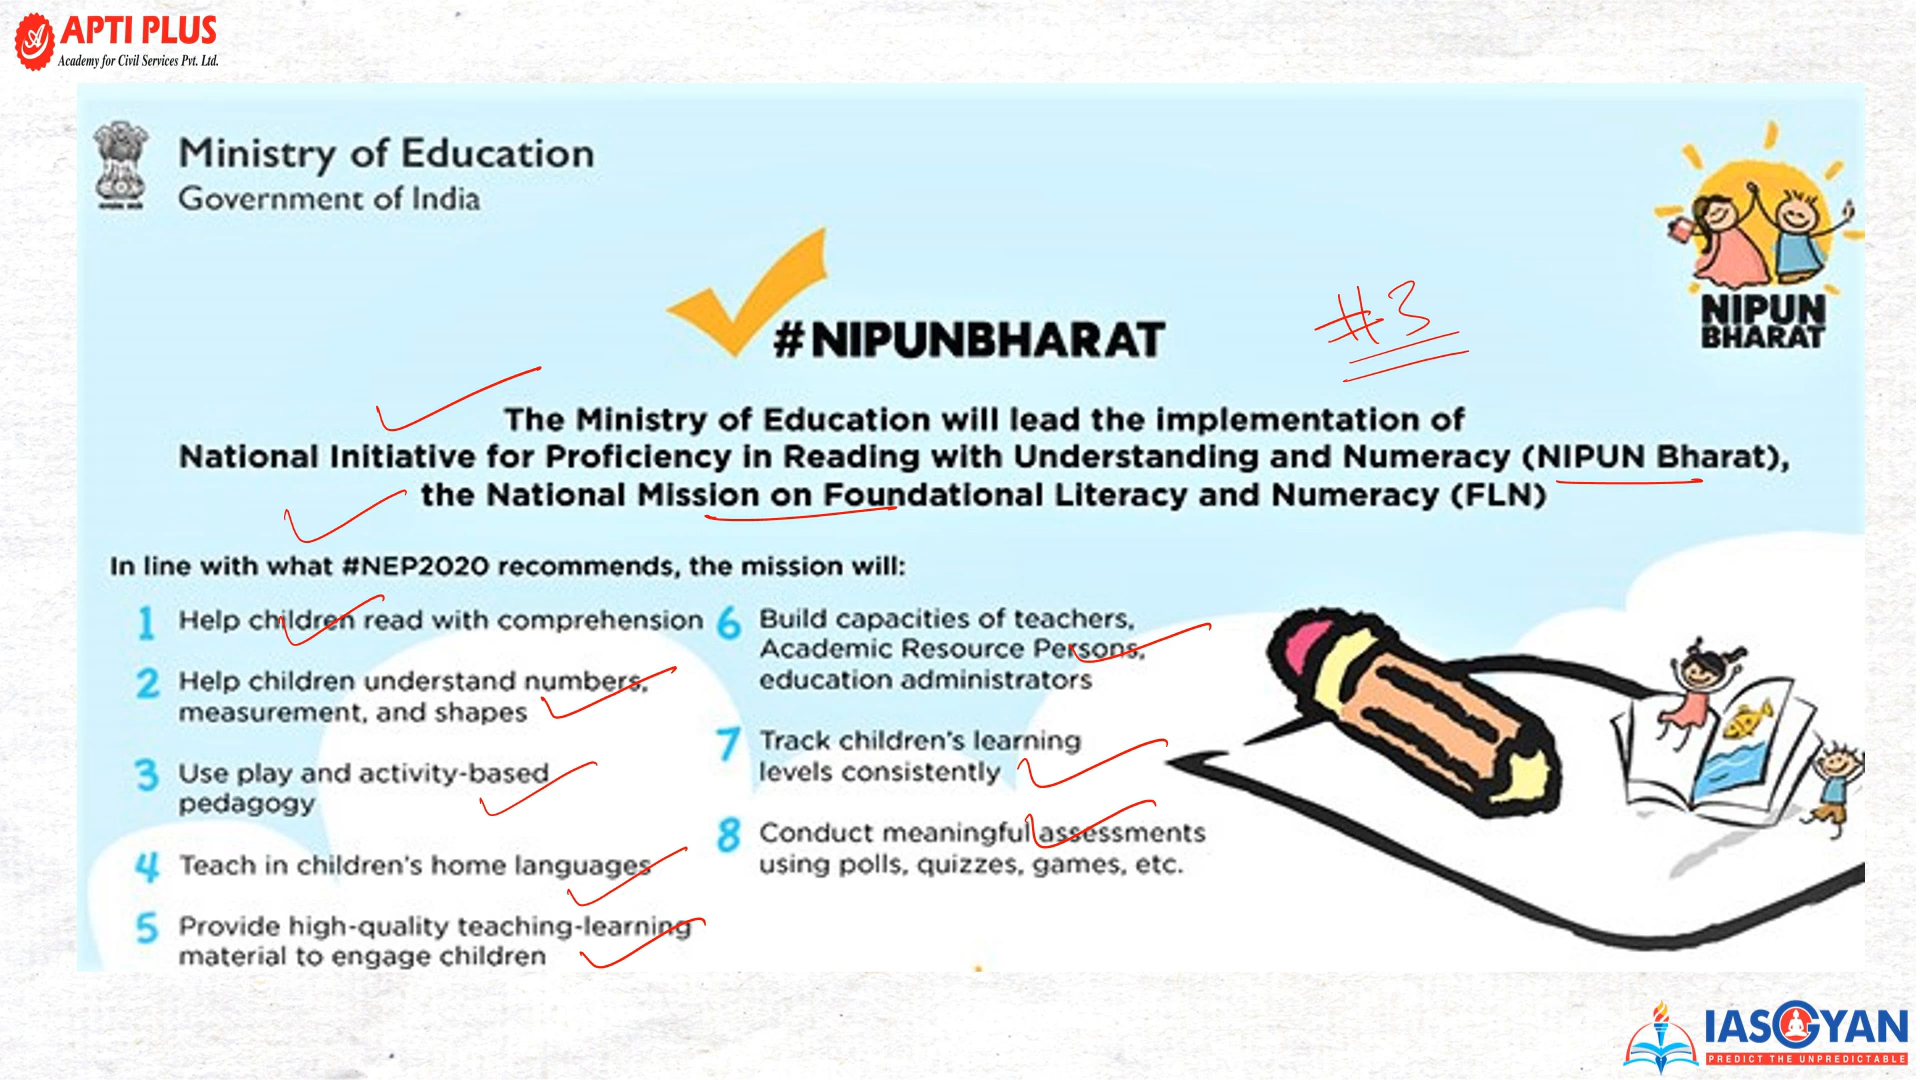 APTI PLUS
Academy for Civil Services Pvt. Ltd.
Ministry of Education
Government of India
NIPUN
BHARAT
#NIPUNBHARAT
#3
The Ministry of Education will lead the implementation of
National Initiative for Proficiency in Reading with Understanding and Numeracy (NIPUN Bharat),
the National Mission on Foundational Literacy and Numeracy (FLN)
In line with what #NEP2020 recommends, the mission will:
1 Help children read with comprehension
2 Help children understand numbers,
measurement, and shapes
3 Use play and activity-based
pedagogy
4 Teach in children's home languages
5 Provide high-quality teaching-learning
material to engage children
6 Build capacities of teachers,
Academic Resource Persons,
education administrators
7 Track children's learning
levels consistently
8 Conduct meaningful assessments
using polls, quizzes, games, etc.
IASGYAN
PREDICT THE UNPREDICTABLE